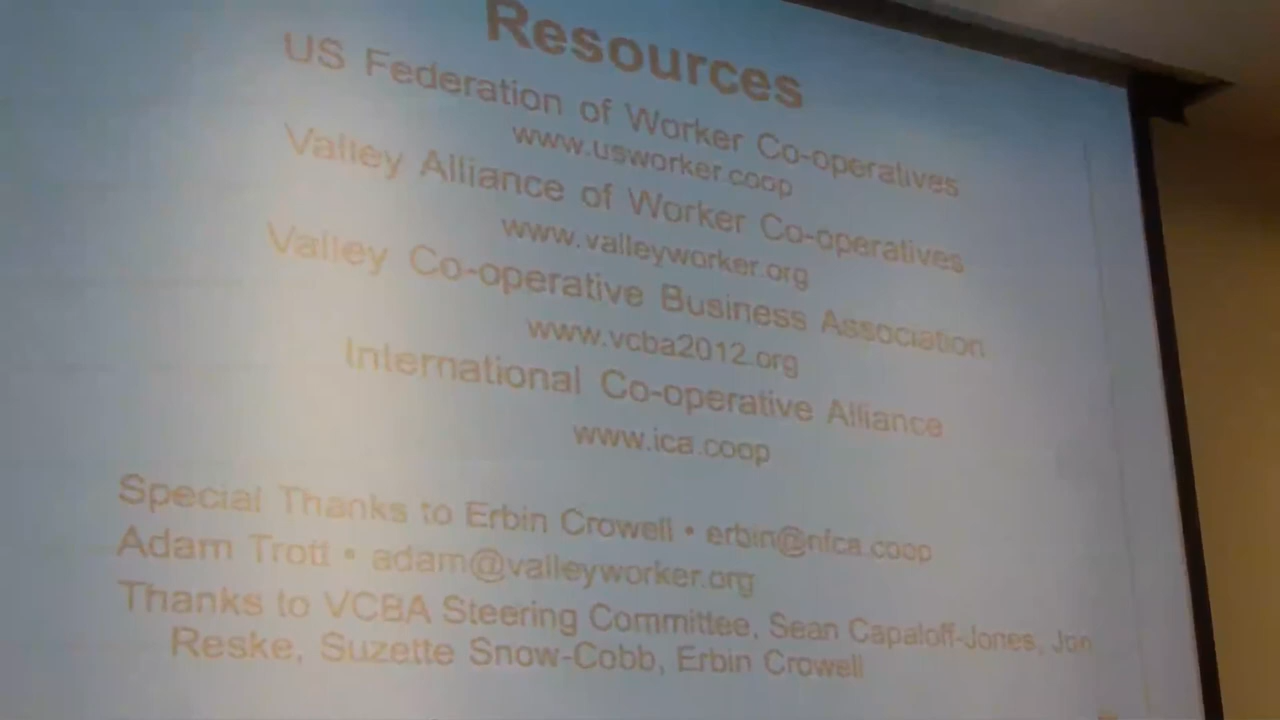 Resources
US Federation of Worker Co-operatives
www.usworker.coop
Valley Alliance of Worker Co-operatives
www.valleyworker.org
Valley Co-operative Business Association
www.vcba2012.org
International Co-operative Alliance
www.ica.coop
Special Thanks to Erbin Crowell • erbin@nfca.coop
Adam Trott • adam@valleyworker.org
Thanks to VCBA Steering Committee, Sean Capaloff-Jones, Jon
Reske, Suzette Snow-Cobb, Erbin Crowell